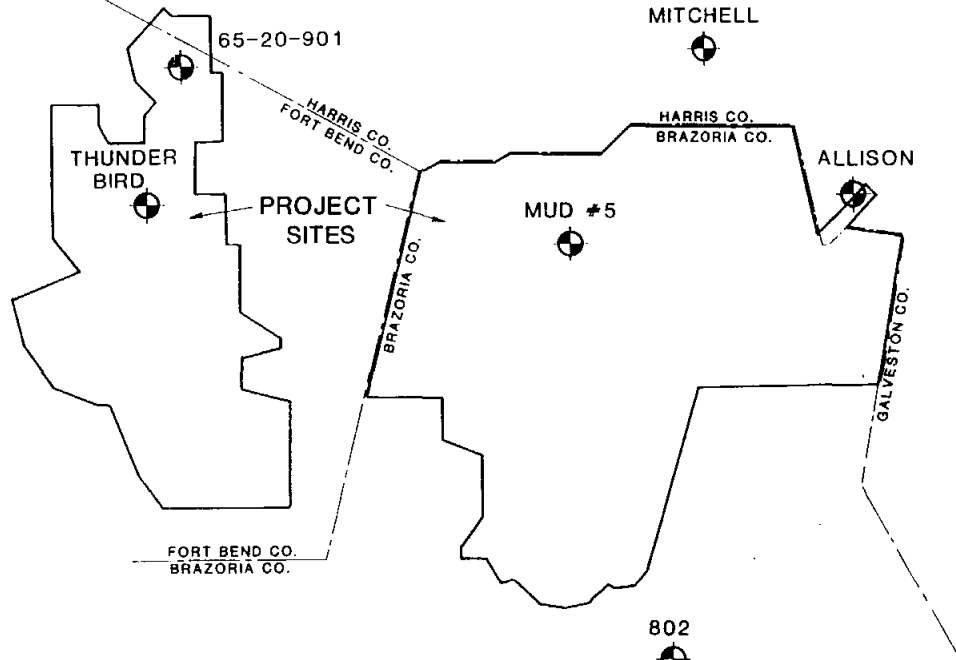 MITCHELL
65-20-901
HARRIS CO.
FORT BEND CO.
HARRIS CO.
BRAZORIA CO.
THUNDER
BIRD
ALLISON
PROJECT
SITES
MUD #5
BRAZORIA CO.
GALVESTON CO.
FORT BEND CO.
BRAZORIA CO.
802